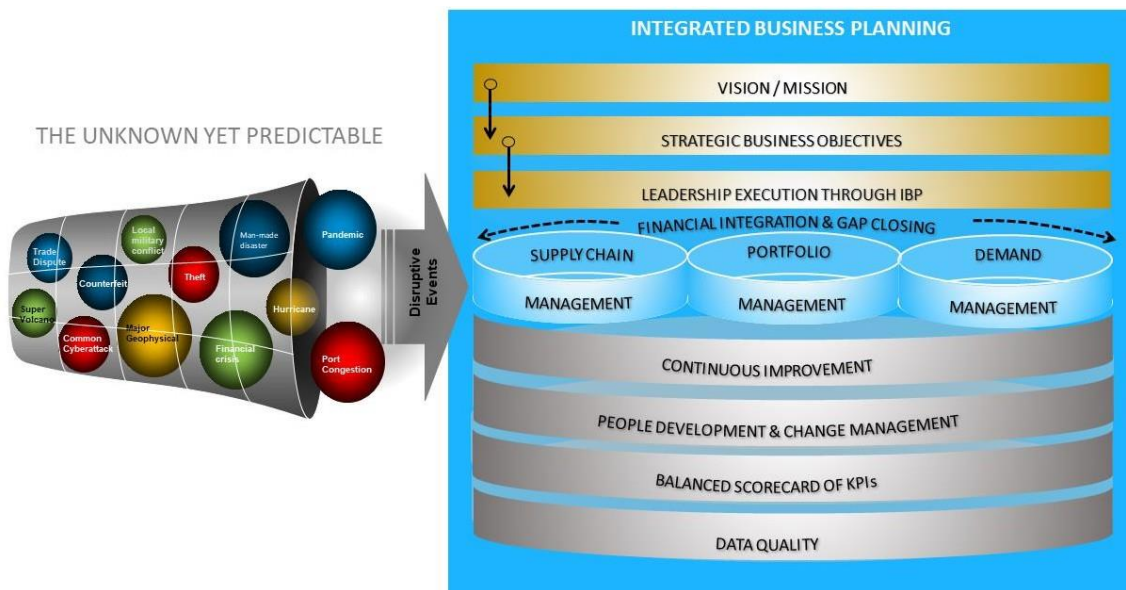 THE UNKNOWN YET PREDICTABLE
Trade
Dispute
Local
military
conflict
Man-made
disaster
Pandemic
Counterfeit
Theft
Super
Volcano
Common
Cyberattack
Major
Geophysical
Financial
crisis
Hurricane
Port
Congestion
Disruptive
Events
INTEGRATED BUSINESS PLANNING
VISION / MISSION
STRATEGIC BUSINESS OBJECTIVES
LEADERSHIP EXECUTION THROUGH IBP
FINANCIAL INTEGRATION & GAP CLOSING
SUPPLY CHAIN
MANAGEMENT
PORTFOLIO
MANAGEMENT
DEMAND
MANAGEMENT
CONTINUOUS IMPROVEMENT
PEOPLE DEVELOPMENT & CHANGE MANAGEMENT
BALANCED SCORECARD OF KPIs
DATA QUALITY